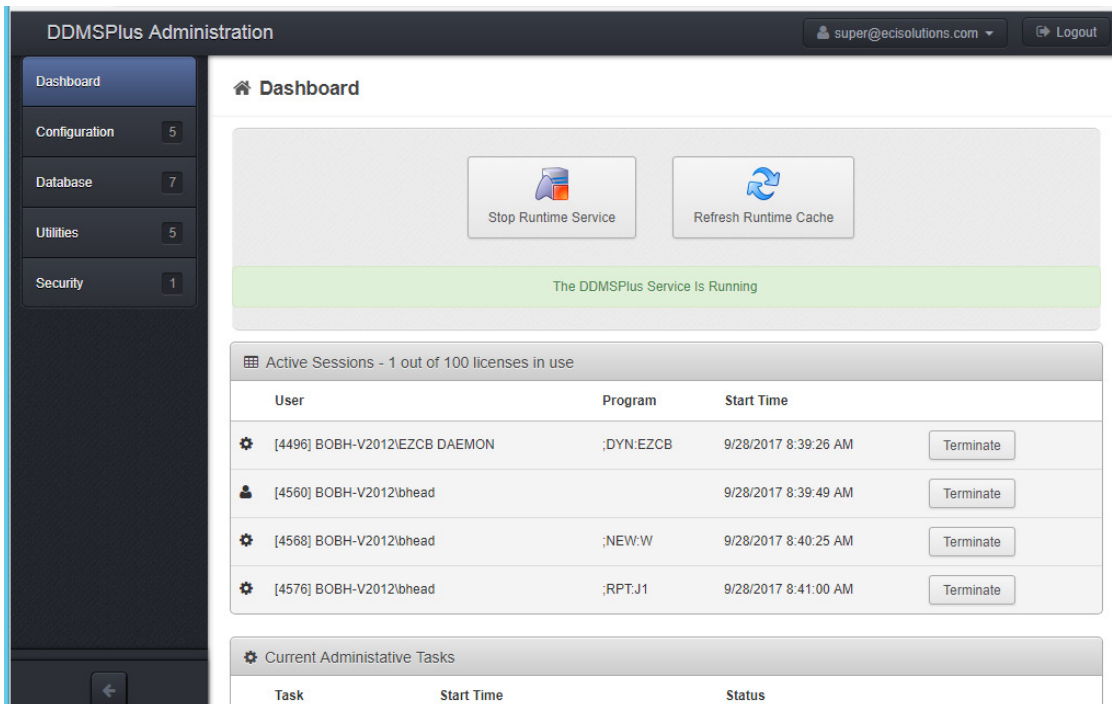 DDMSPlus Administration
super@ecisolutions.com
Logout
Dashboard
Configuration 5
Database 7
Utilities 5
Security 1
Dashboard
Stop Runtime Service
Refresh Runtime Cache
The DDMSPlus Service Is Running
Active Sessions - 1 out of 100 licenses in use
User Program Start Time
[4496] BOBH-V2012\EZCB DAEMON ;DYN:EZCB 9/28/2017 8:39:26 AM Terminate
[4560] BOBH-V2012\bhead 9/28/2017 8:39:49 AM Terminate
[4568] BOBH-V2012\bhead ;NEW:W 9/28/2017 8:40:25 AM Terminate
[4576] BOBH-V2012\bhead ;RPT:J1 9/28/2017 8:41:00 AM Terminate
Current Administative Tasks
Task Start Time Status